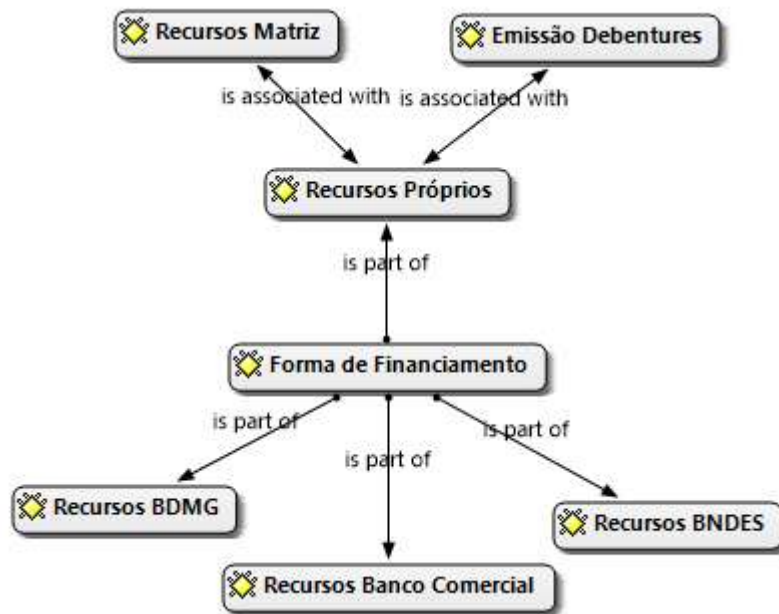 Recursos Matriz
Emissão Debentures
is associated with
is associated with
Recursos Próprios
is part of
Forma de Financiamento
is part of
is part of
is part of
Recursos BDMG
Recursos BNDES
Recursos Banco Comercial